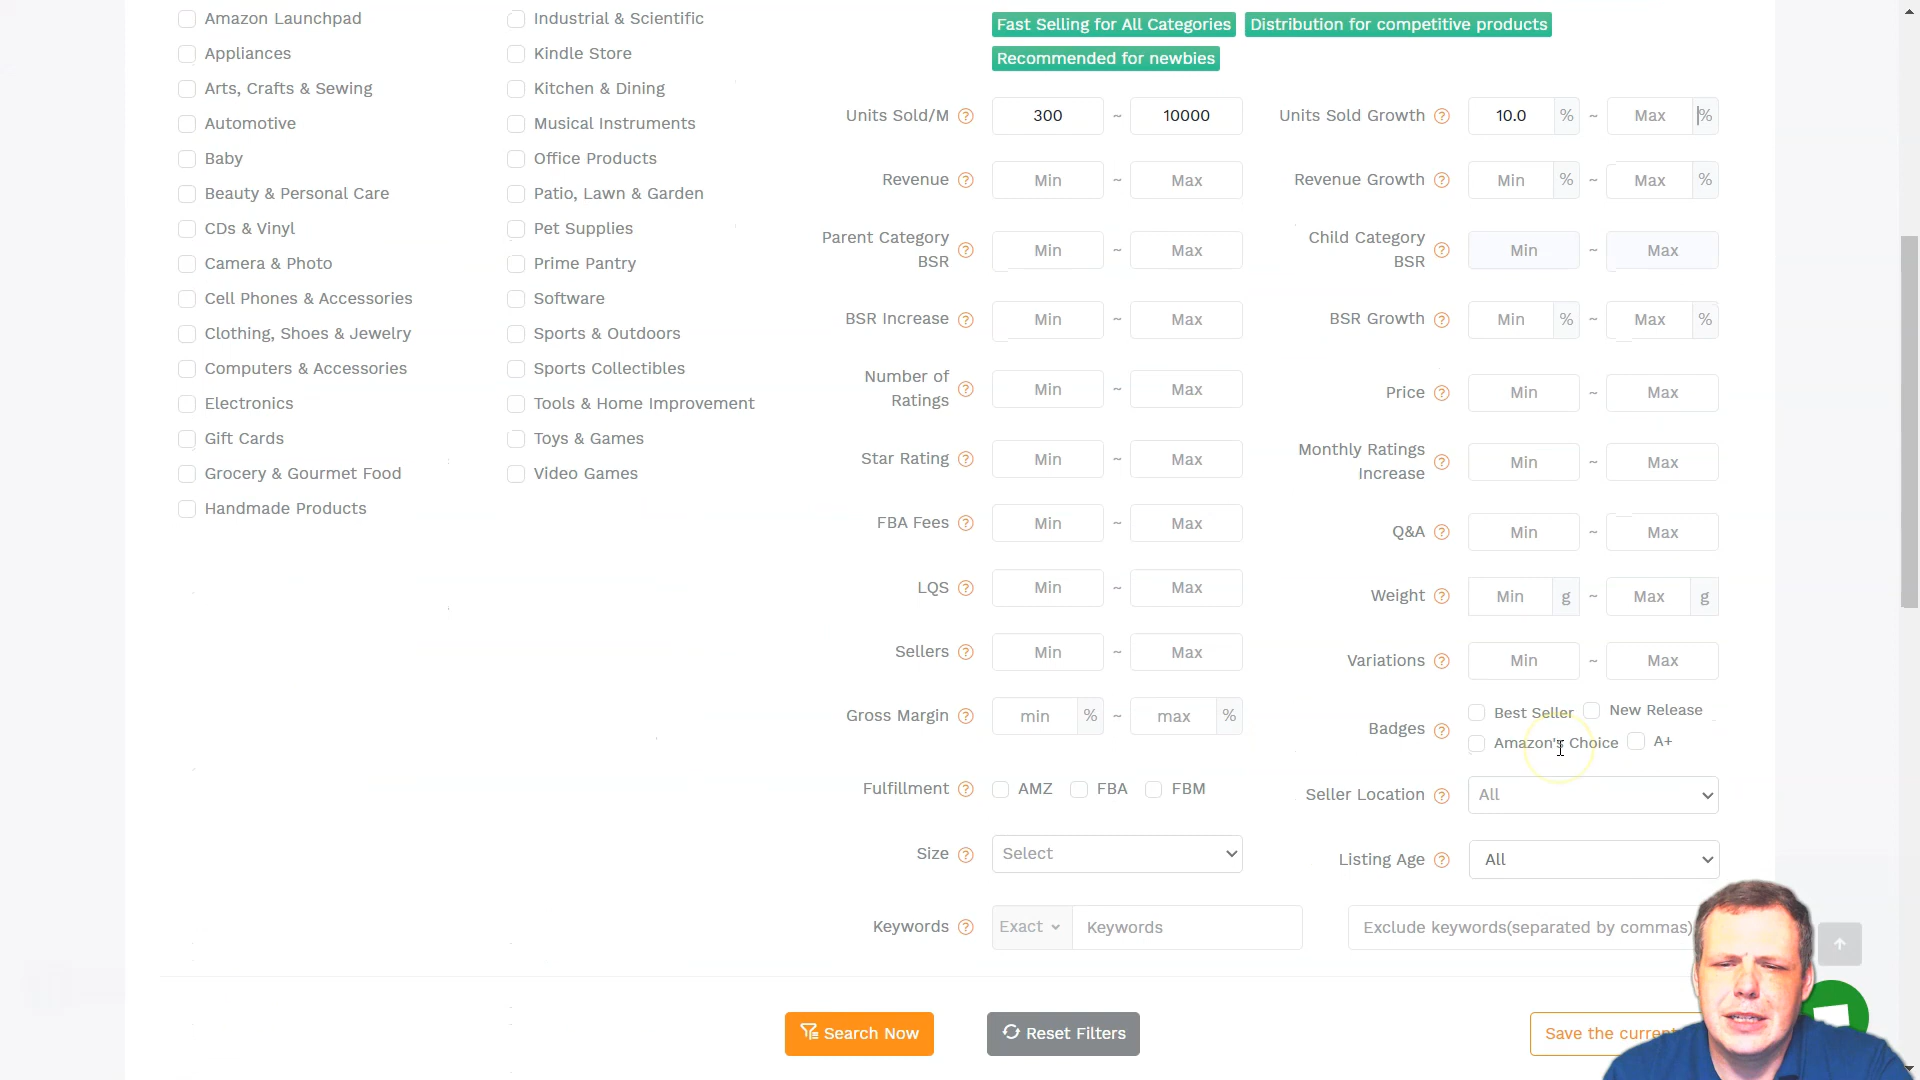 Amazon Launchpad
Appliances
Arts, Crafts & Sewing
Automotive
Baby
Beauty & Personal Care
CDs & Vinyl
Camera & Photo
Cell Phones & Accessories
Clothing, Shoes & Jewelry
Computers & Accessories
Electronics
Gift Cards
Grocery & Gourmet Food
Handmade Products
Industrial & Scientific
Kindle Store
Kitchen & Dining
Musical Instruments
Office Products
Patio, Lawn & Garden
Pet Supplies
Prime Pantry
Software
Sports & Outdoors
Sports Collectibles
Tools & Home Improvement
Toys & Games
Video Games
Fast Selling for All Categories Distribution for competitive products
Recommended for newbies
Units Sold/M ? 300 ~ 10000 Units Sold Growth ? 10.0 % ~ Max %
Revenue ? Min ~ Max Revenue Growth ? Min % ~ Max %
Parent Category
BSR ? Min ~ Max
Child Category
BSR ? Min ~ Max
BSR Increase ? Min ~ Max BSR Growth ? Min % ~ Max %
Number of
Ratings ? Min ~ Max
Price ? Min ~ Max
Star Rating ? Min ~ Max
Monthly Ratings
Increase ? Min ~ Max
FBA Fees ? Min ~ Max Q&A ? Min ~ Max
LQS ? Min ~ Max Weight ? Min g ~ Max g
Sellers ? Min ~ Max Variations ? Min ~ Max
Gross Margin ? min % ~ max %
Badges ? Best Seller New Release
Amazon's Choice A+
Fulfillment ? AMZ FBA FBM Seller Location ? All
Size ? Select Listing Age ? All
Keywords ? Exact Keywords Exclude keywords(separated by commas)
Search Now Reset Filters Save the current